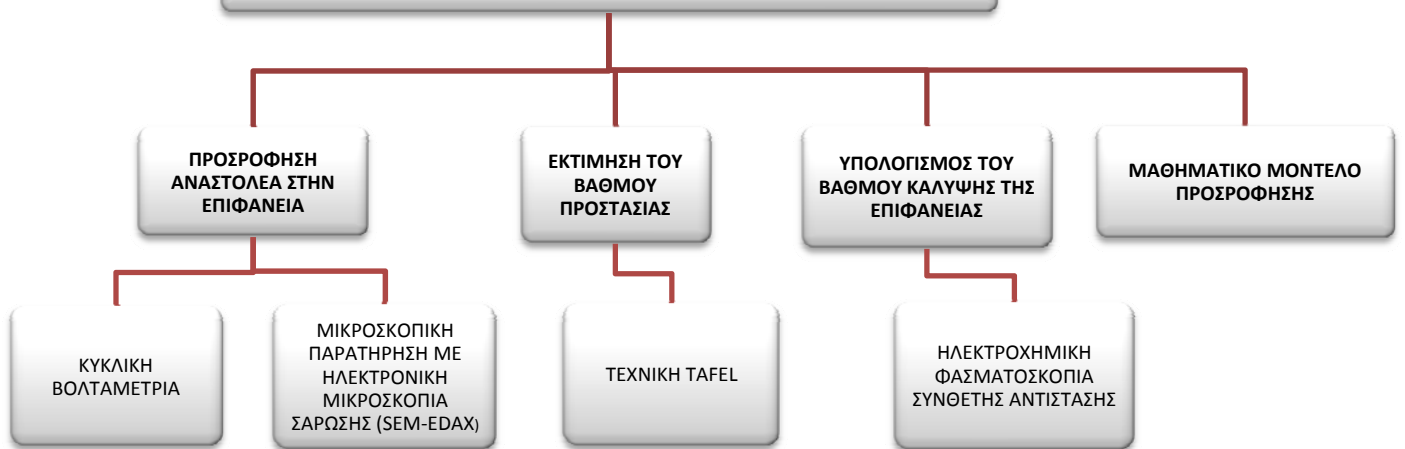 ΠΡΟΣΡΟΦΗΣΗ
ΑΝΑΣΤΟΛΕΑ ΣΤΗΝ
ΕΠΙΦΑΝΕΙΑ
ΕΚΤΙΜΗΣΗ ΤΟΥ
ΒΑΘΜΟΥ
ΠΡΟΣΤΑΣΙΑΣ
ΥΠΟΛΟΓΙΣΜΟΣ ΤΟΥ
ΒΑΘΜΟΥ ΚΑΛΥΨΗΣ ΤΗΣ
ΕΠΙΦΑΝΕΙΑΣ
ΜΑΘΗΜΑΤΙΚΟ ΜΟΝΤΕΛΟ
ΠΡΟΣΡΟΦΗΣΗΣ
ΚΥΚΛΙΚΗ
ΒΟΛΤΑΜΕΤΡΙΑ
ΜΙΚΡΟΣΚΟΠΙΚΗ
ΠΑΡΑΤΗΡΗΣΗ ΜΕ
ΗΛΕΚΤΡΟΝΙΚΗ
ΜΙΚΡΟΣΚΟΠΙΑ
ΣΑΡΩΣΗΣ (SEM-EDAX)
ΤΕΧΝΙΚΗ TAFEL
ΗΛΕΚΤΡΟΧΗΜΙΚΗ
ΦΑΣΜΑΤΟΣΚΟΠΙΑ
ΣΥΝΘΕΤΗΣ ΑΝΤΙΣΤΑΣΗΣ